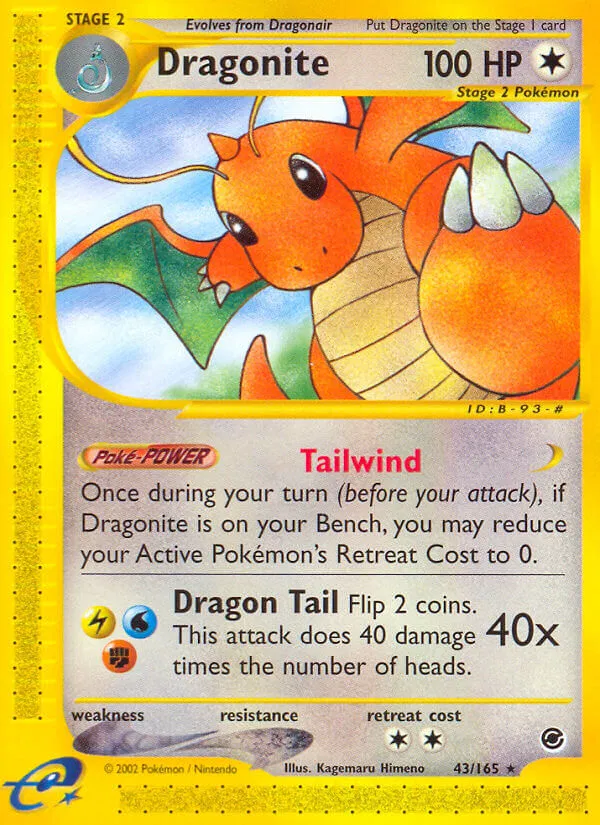 STAGE 2
Evolves from Dragonair
Put Dragonite on the Stage 1 card
Dragonite
100 HP
Stage 2 Pokémon
ID:B-93-#
Poké-POWER
Tailwind
Once during your turn (before your attack), if
Dragonite is on your Bench, you may reduce
your Active Pokémon's Retreat Cost to 0.
Dragon Tail Flip 2 coins.
This attack does 40 damage
times the number of heads.
40x
weakness
resistance
retreat cost
© 2002 Pokémon / Nintendo
Illus. Kagemaru Himeno
43/165 ★
e